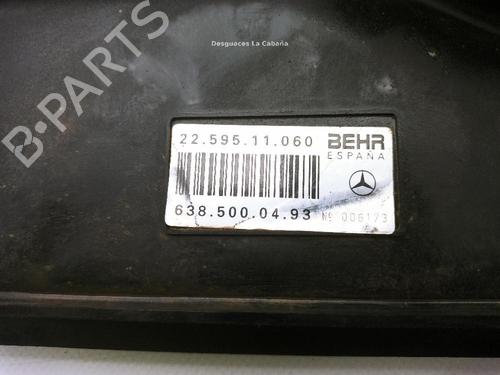 Desguaces La Cabaña
B-PARTS
22.595.11.060 BEHR
ESPAÑA
638.500.04.93 Nº 006173